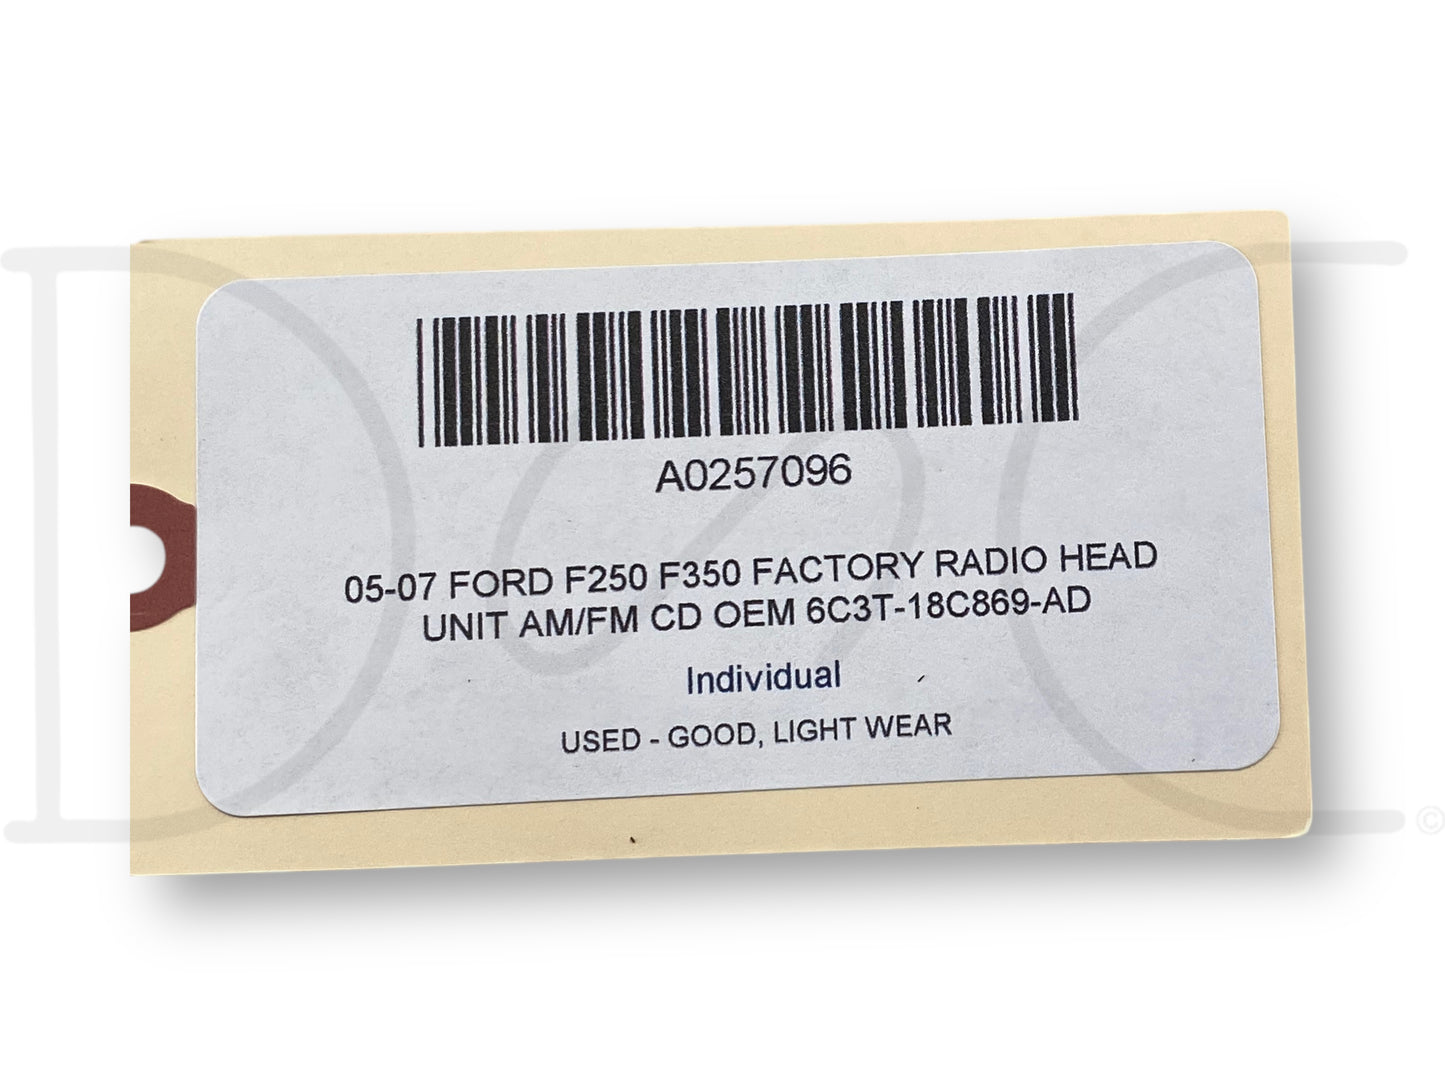 A0257096
05-07 FORD F250 F350 FACTORY RADIO HEAD
UNIT AM/FM CD OEM 6C3T-18C869-AD
Individual
USED - GOOD, LIGHT WEAR
©